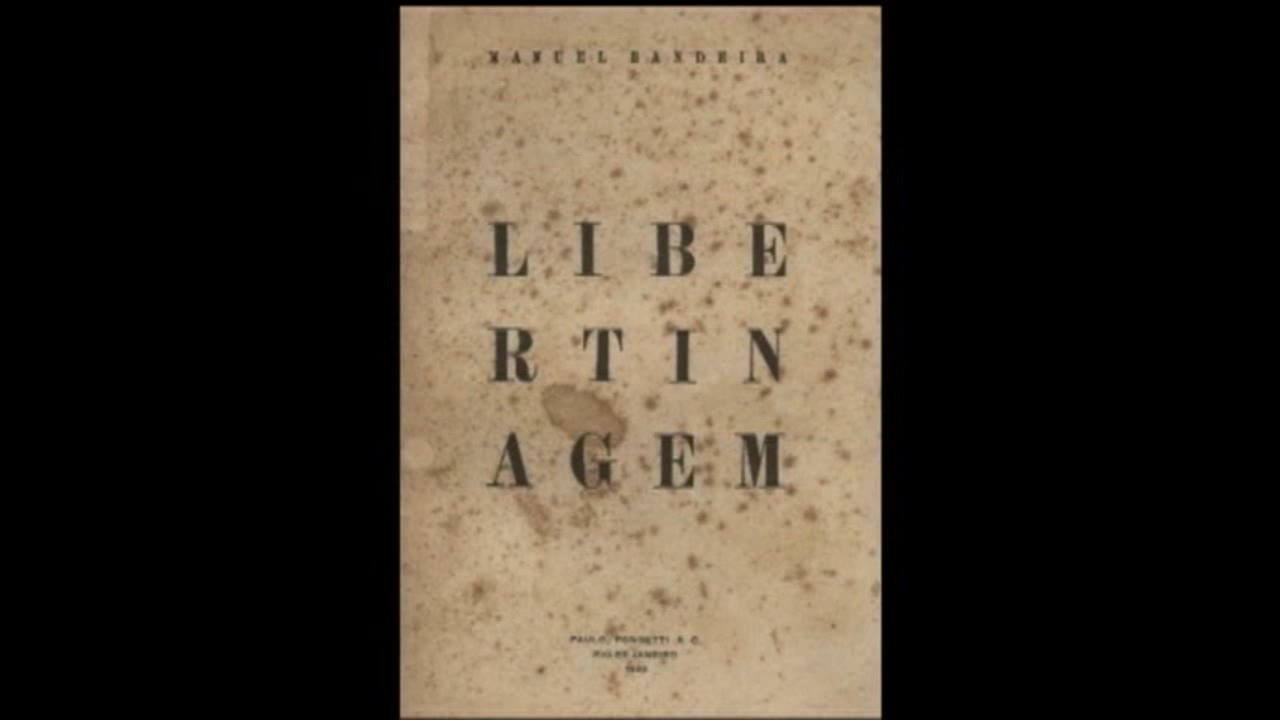 MANUEL BANDEIRA
LIBE
RTIN
AGEM
PAULO, PONGETTI & C.
RIO DE JANEIRO